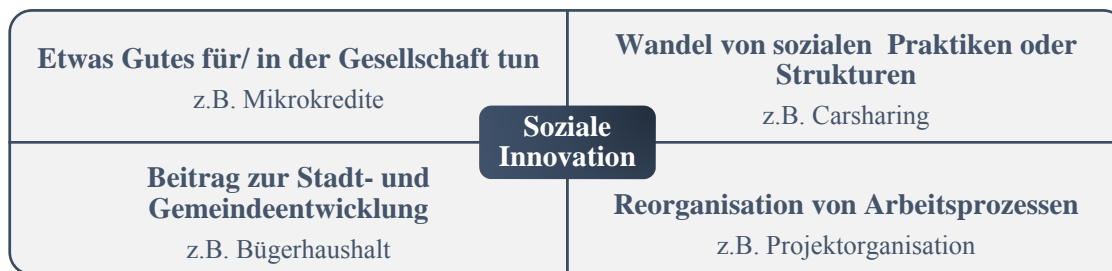 Etwas Gutes für/ in der Gesellschaft tun
z.B. Mikrokredite
Wandel von sozialen Praktiken oder
Strukturen
z.B. Carsharing
Soziale
Innovation
Beitrag zur Stadt- und
Gemeindeentwicklung
z.B. Bügerhaushalt
Reorganisation von Arbeitsprozessen
z.B. Projektorganisation